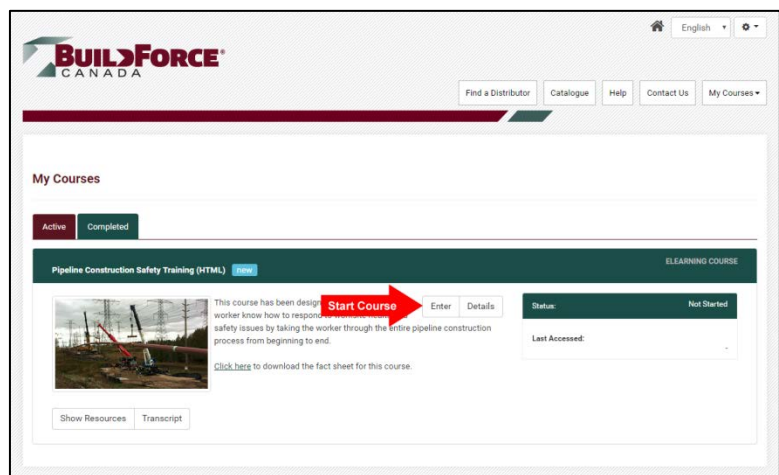 English
BUILDFORCE
CANADA
Find a Distributor Catalogue Help Contact Us My Courses
My Courses
Active Completed
Pipeline Construction Safety Training (HTML) new
ELEARNING COURSE
This course has been design
Start Course
Enter Details
worker know how to respond to
safety issues by taking the worker through the entire pipeline construction
process from beginning to end.
Click here to download the fact sheet for this course.
Status: Not Started
Last Accessed:
-
Show Resources Transcript